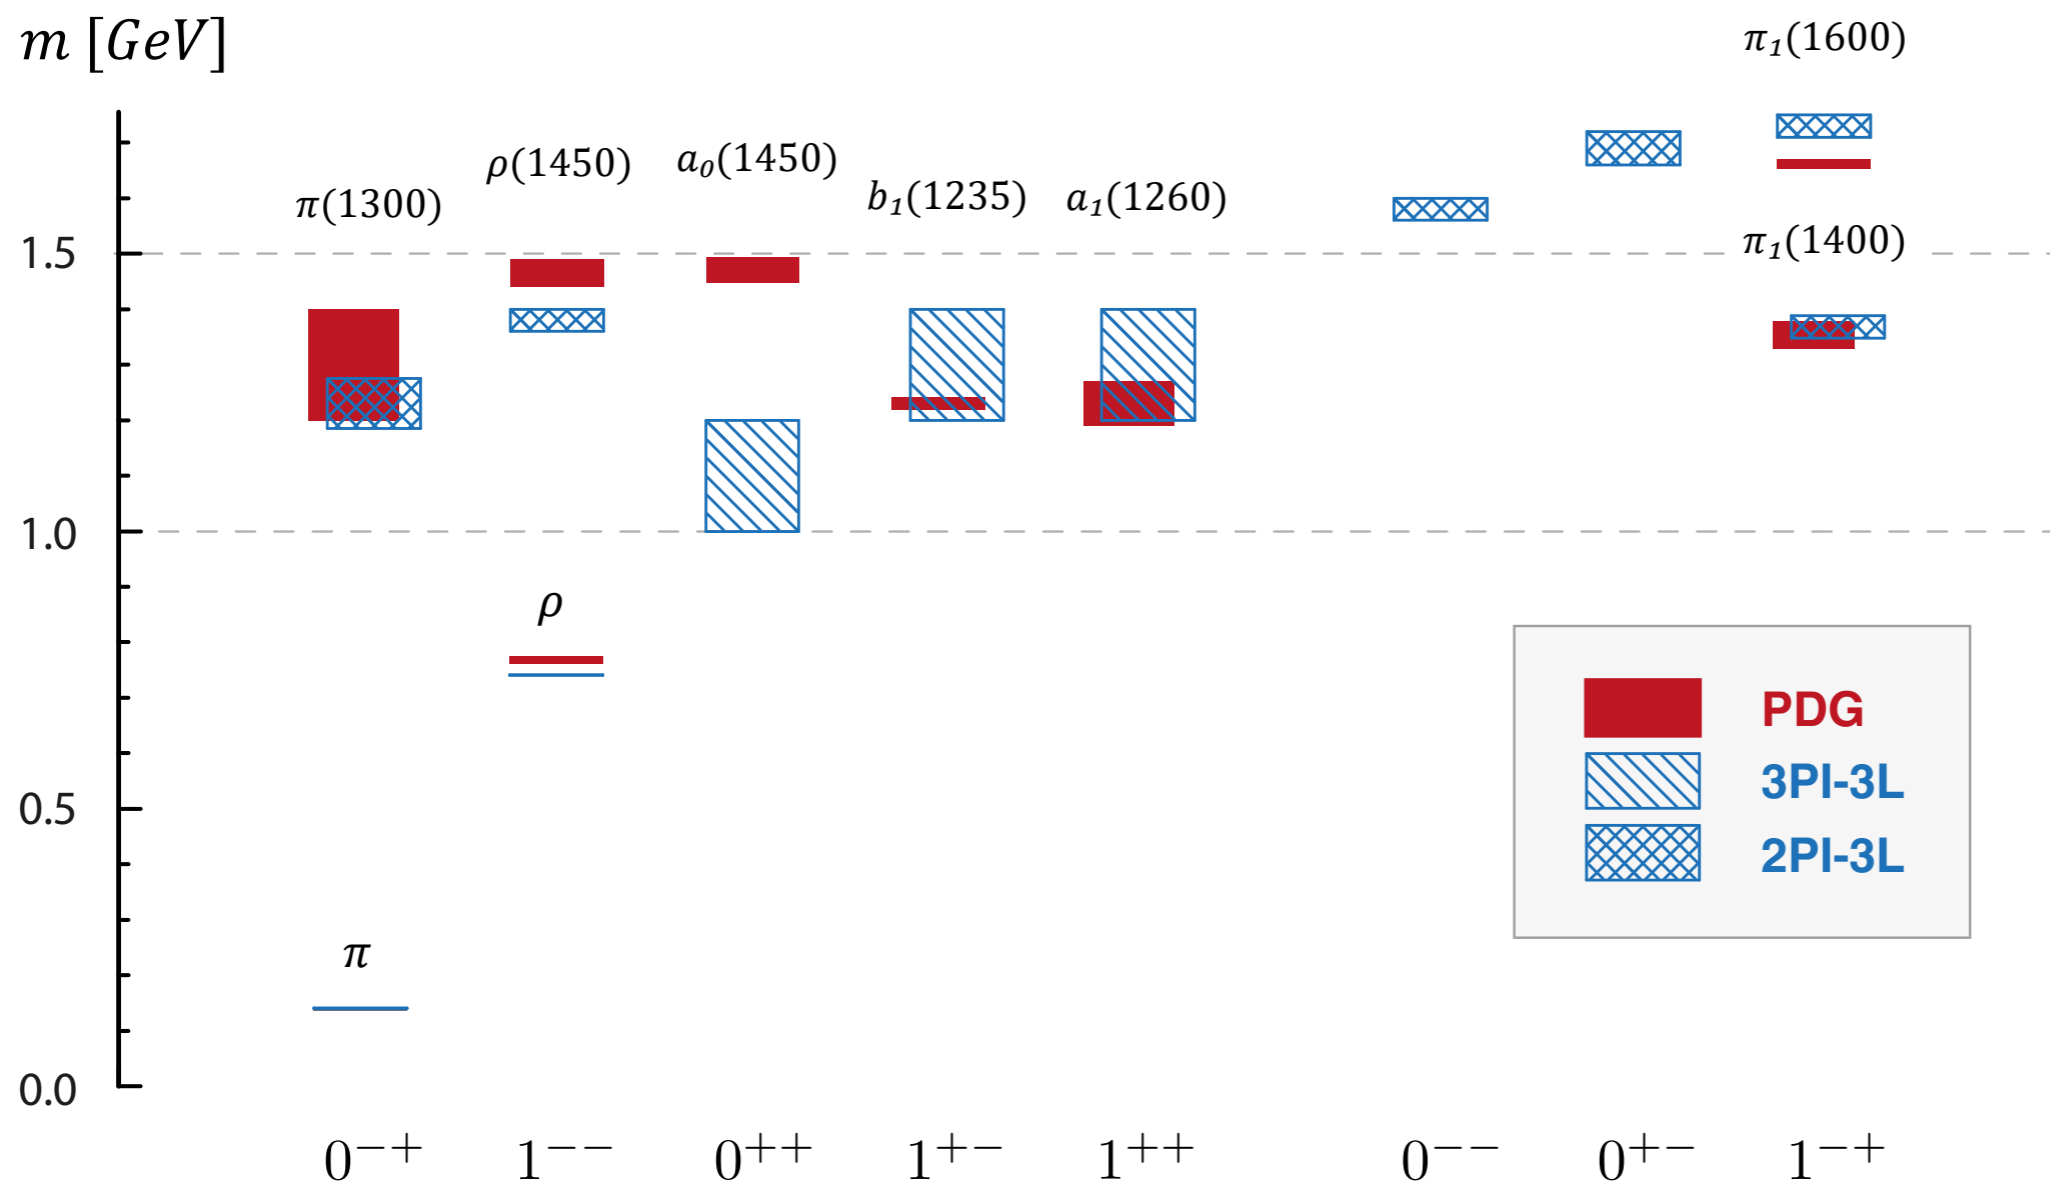 m [GeV]
π₁(1600)
ρ(1450)
a₀(1450)
π(1300)
b₁(1235)
a₁(1260)
1.5
π₁(1400)
1.0
ρ
PDG
3PI-3L
0.5
2PI-3L
π
0.0
0⁻⁺ 1⁻⁻ 0⁺⁺ 1⁺⁻ 1⁺⁺ 0⁻⁻ 0⁺⁻ 1⁻⁺